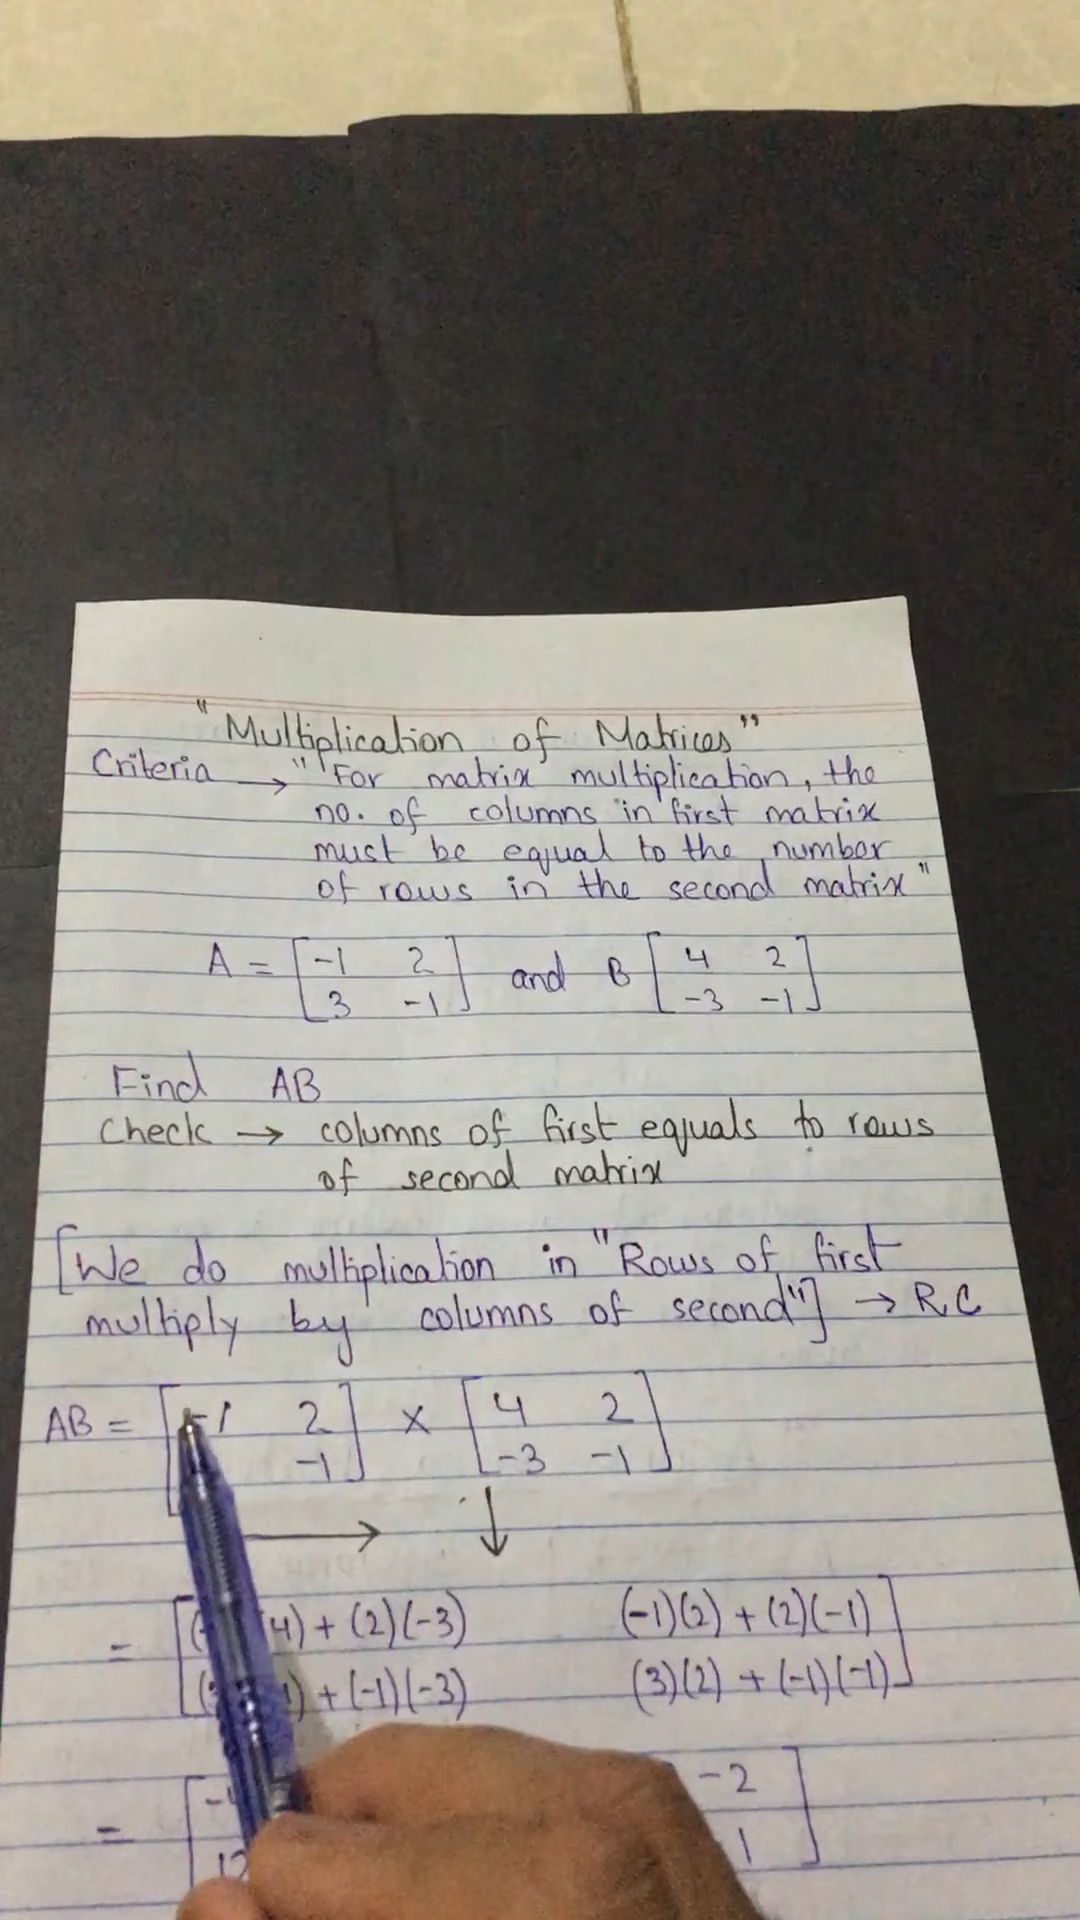 "Multiplication of Matrices"
Criteria → "For matrix multiplication, the
no. of columns in first matrix
must be equal to the number
of rows in the second matrix"
A = [-1 2 and B [4 2
3 -1] -3 -1]
Find AB
Check → columns of first equals to rows
of second matrix
[We do multiplication in "Rows of first
multiply by columns of second"] → RC
AB = [-1 2] × [4 2]
-1] -3 -1]
→ ↓
= [( 4) + (2)(-3) (-1)(2) + (2)(-1)]
( ) + (-1)(-3) (3)(2) + (-1)(-1)]
= [ -2]
12 1]